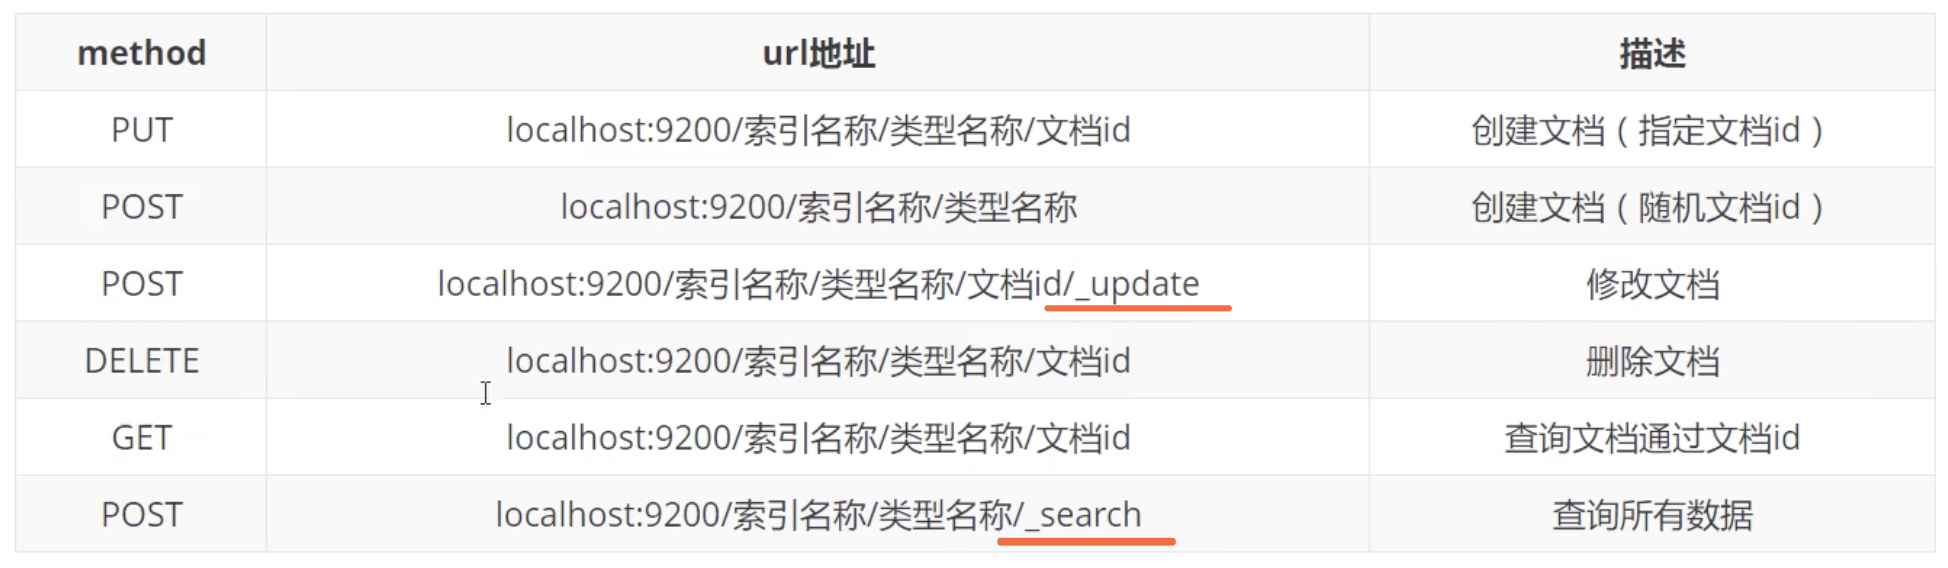 method url地址 描述
PUT localhost:9200/索引名称/类型名称/文档id 创建文档（指定文档id）
POST localhost:9200/索引名称/类型名称 创建文档（随机文档id）
POST localhost:9200/索引名称/类型名称/文档id/_update 修改文档
DELETE localhost:9200/索引名称/类型名称/文档id 删除文档
GET localhost:9200/索引名称/类型名称/文档id 查询文档通过文档id
POST localhost:9200/索引名称/类型名称/_search 查询所有数据